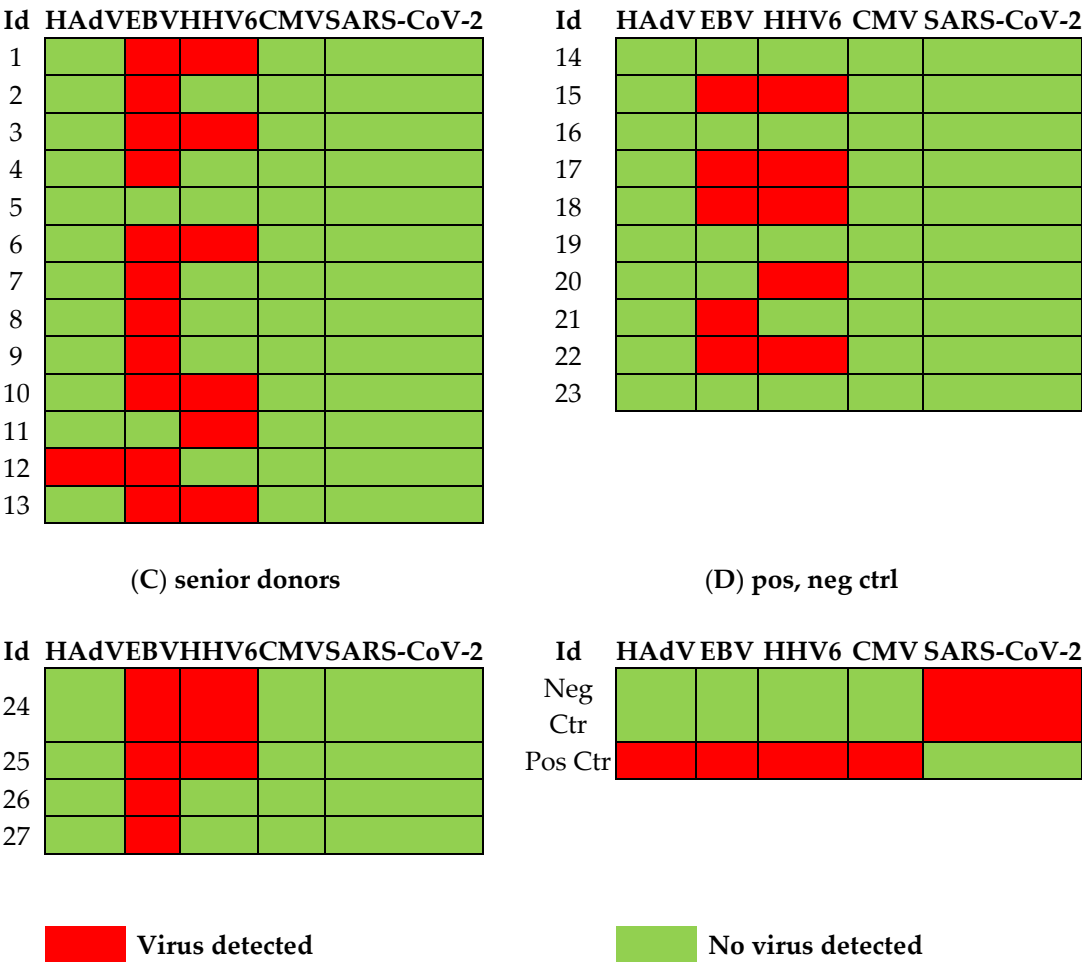 Id HAdVEBVHHV6CMVSARS-CoV-2
1
2
3
4
5
6
7
8
9
10
11
12
13
Id HAdV EBV HHV6 CMV SARS-CoV-2
14
15
16
17
18
19
20
21
22
23
(C) senior donors
(D) pos, neg ctrl
Id HAdVEBVHHV6CMVSARS-CoV-2
24
25
26
27
Id HAdV EBV HHV6 CMV SARS-CoV-2
Neg
Ctr
Pos Ctr
Virus detected
No virus detected